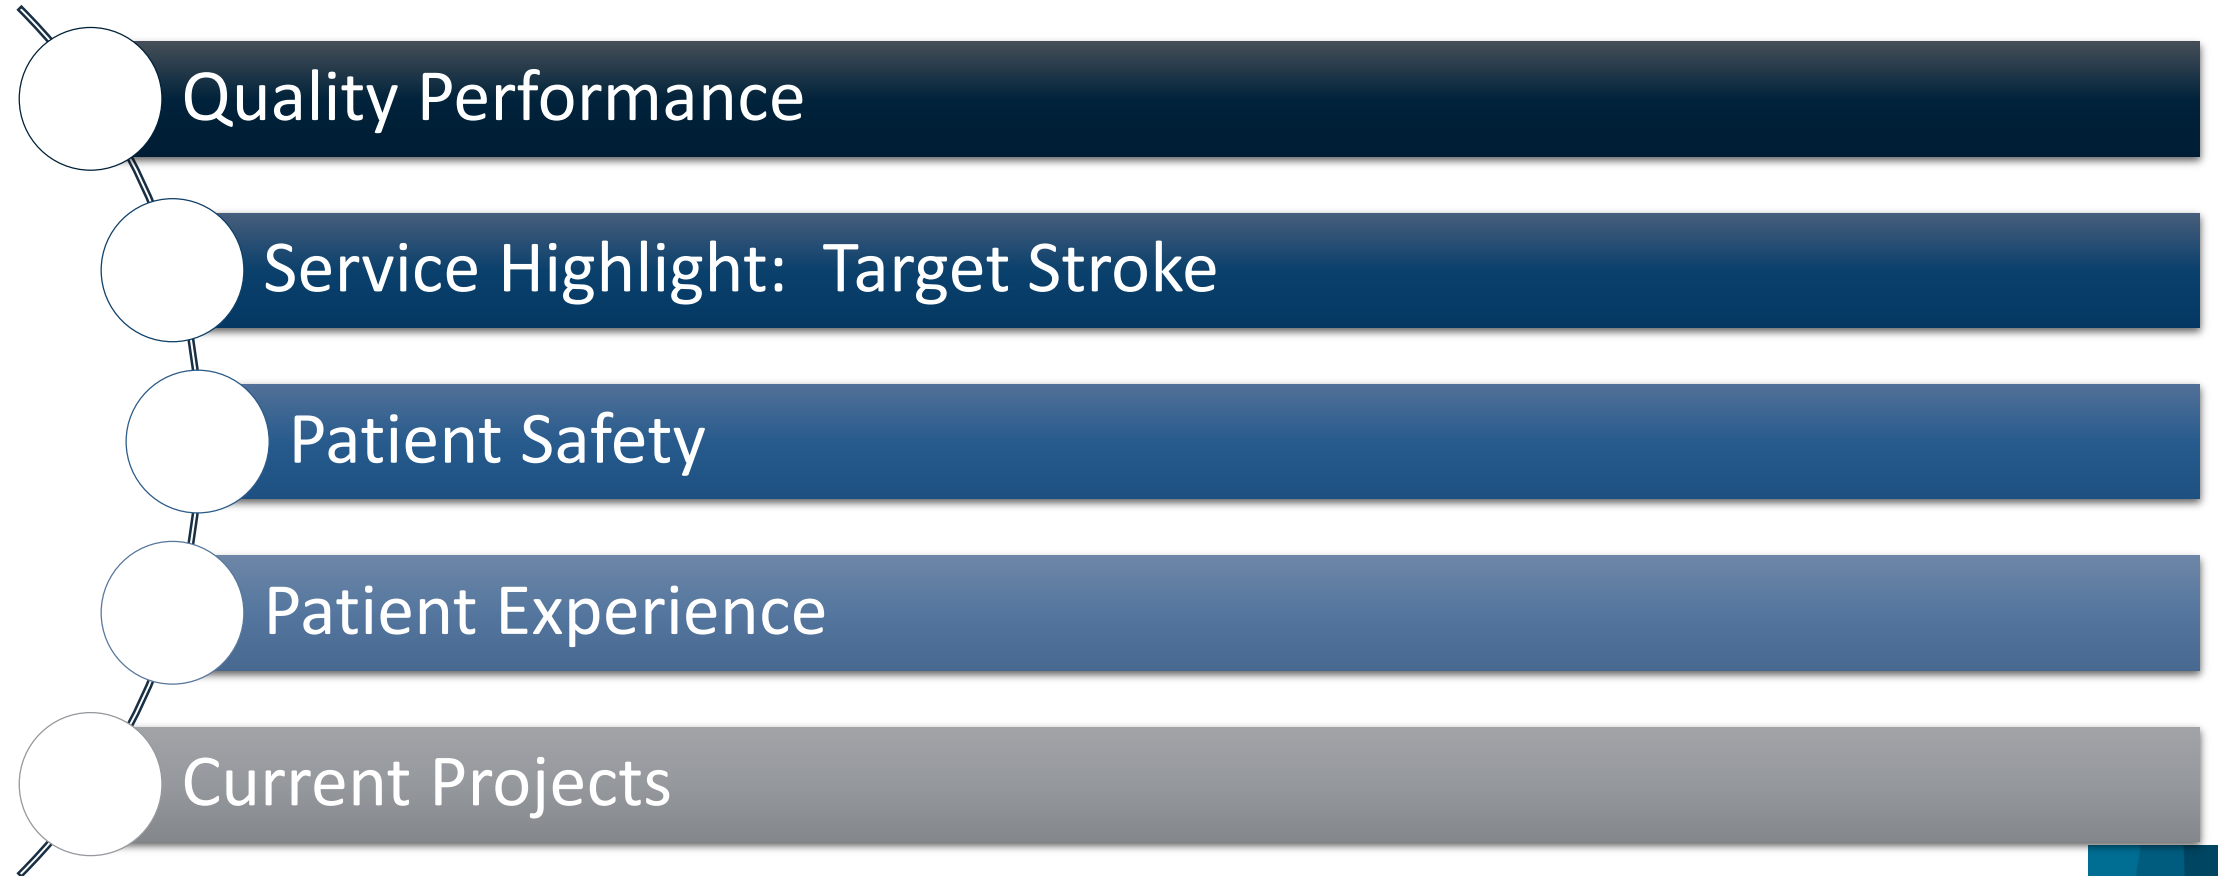 Quality Performance
Service Highlight:  Target Stroke
Patient Safety
Patient Experience
Current Projects